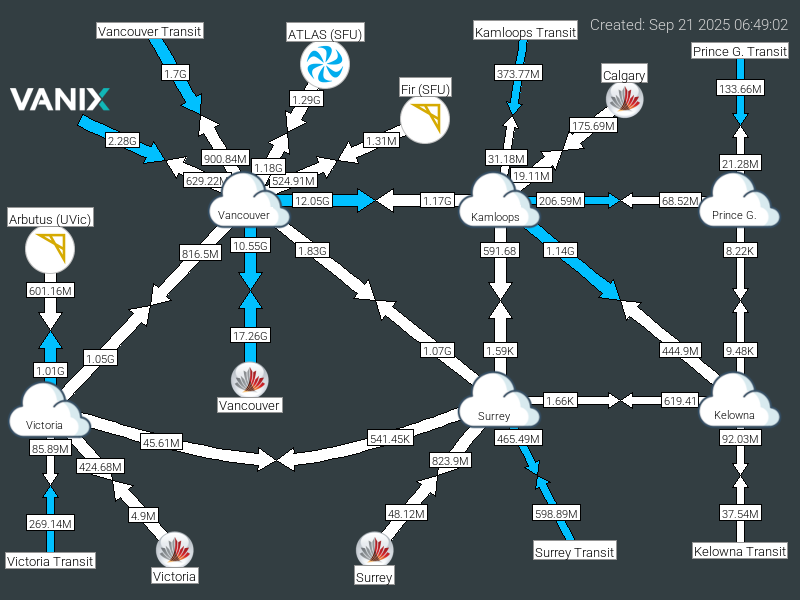 Created: Sep 21 2025 06:49:02
Vancouver Transit
ATLAS (SFU)
Kamloops Transit
Prince G. Transit
1.7G
373.77M
Calgary
133.66M
Fir (SFU)
VANIX
1.29G
2.28G
1.31M
175.69M
900.84M
31.18M
21.28M
1.18G
629.22M
524.91M
19.11M
12.05G
1.17G
206.59M
68.52M
Arbutus (UVic)
Vancouver
Kamloops
Prince G.
816.5M
10.55G
1.83G
591.68
1.14G
8.22K
601.16M
17.26G
1.05G
1.07G
1.59K
444.9M
9.48K
1.01G
Vancouver
1.66K
619.41
Victoria
Surrey
Kelowna
85.89M
45.61M
541.45K
465.49M
92.03M
424.68M
823.9M
269.14M
4.9M
48.12M
598.89M
37.54M
Victoria Transit
Victoria
Surrey
Surrey Transit
Kelowna Transit